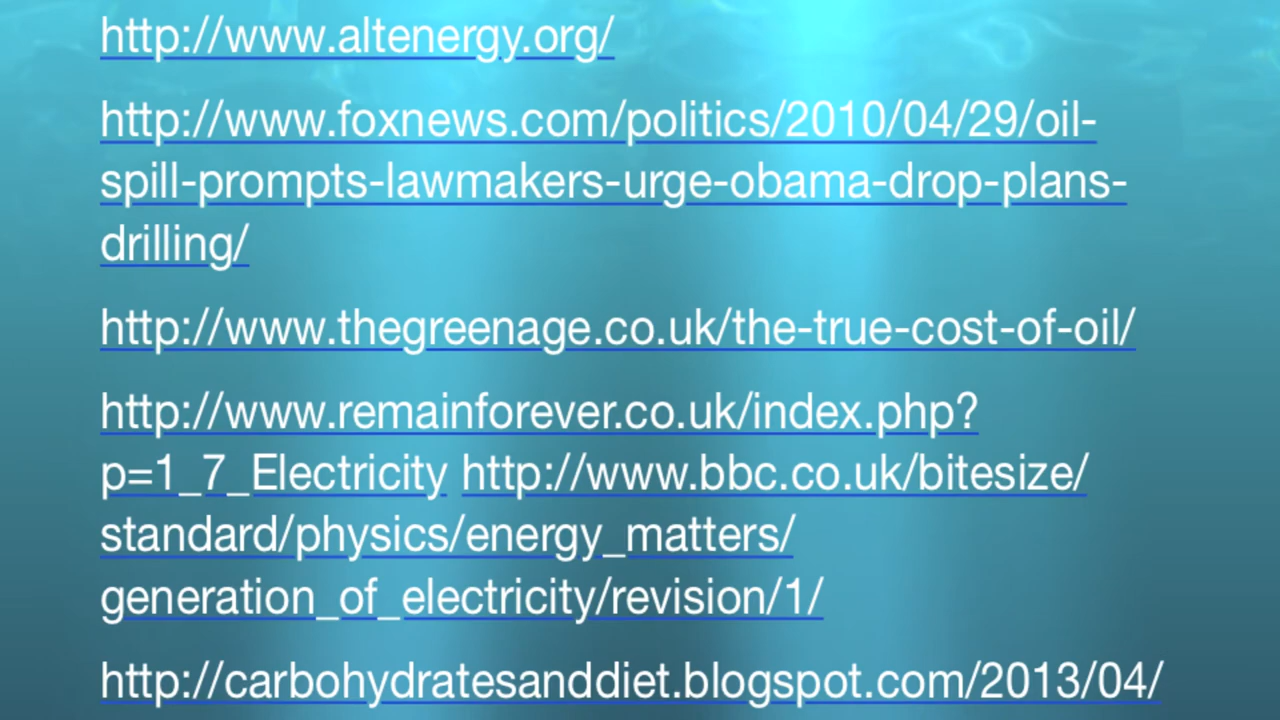 http://www.altenergy.org/
http://www.foxnews.com/politics/2010/04/29/oil-
spill-prompts-lawmakers-urge-obama-drop-plans-
drilling/
http://www.thegreenage.co.uk/the-true-cost-of-oil/
http://www.remainforever.co.uk/index.php?
p=1_7_Electricity http://www.bbc.co.uk/bitesize/
standard/physics/energy_matters/
generation_of_electricity/revision/1/
http://carbohydratesanddiet.blogspot.com/2013/04/